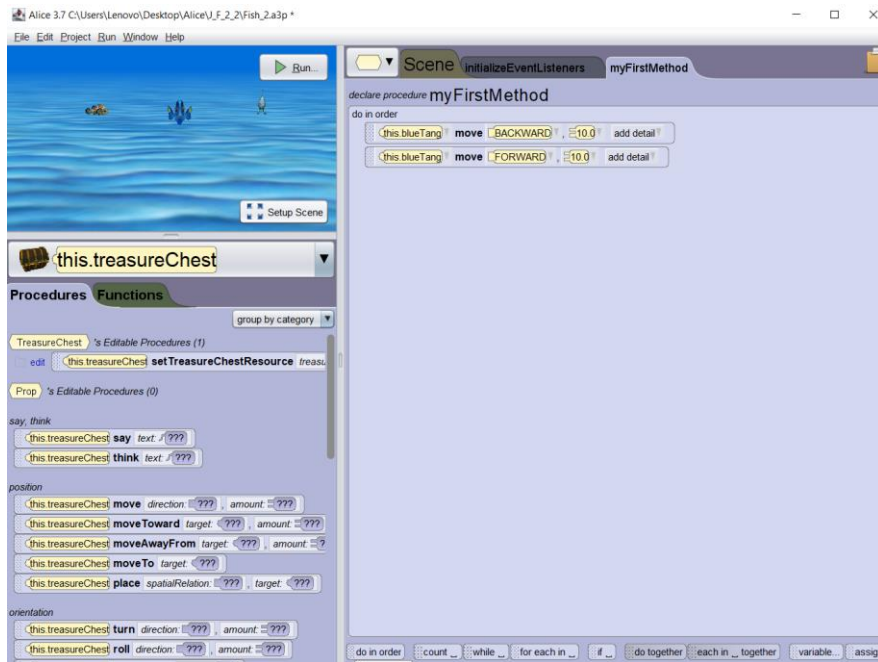 Alice 3.7 C:\Users\Lenovo\Desktop\Alice\J_F_2_2\Fish_2.a3p *
File Edit Project Run Window Help
Run...
Setup Scene
this.treasureChest
Procedures Functions
group by category
TreasureChest 's Editable Procedures (1)
edit this.treasureChest setTreasureChestResource treasu
Prop 's Editable Procedures (0)
say, think
this.treasureChest say text: ???
this.treasureChest think text: ???
position
this.treasureChest move direction: ??? , amount: ???
this.treasureChest moveToward target: ??? , amount: ???
this.treasureChest moveAwayFrom target: ??? , amount: ?
this.treasureChest moveTo target: ???
this.treasureChest place spatialRelation: ??? , target: ???
orientation
this.treasureChest turn direction: ??? , amount: ???
this.treasureChest roll direction: ??? , amount: ???
Scene initializeEventListeners myFirstMethod
declare procedure myFirstMethod
do in order
this.blueTang move BACKWARD , 10.0 add detail
this.blueTang move FORWARD , 10.0 add detail
do in order count _ while _ for each in _ if _ do together each in _ together variable... assig